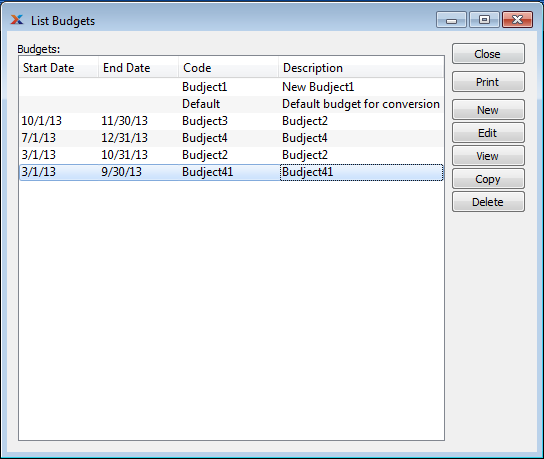 List Budgets
Budgets:
Start Date End Date Code Description
Budject1 New Budject1
Default Default budget for conversion
10/1/13 11/30/13 Budject3 Budject2
7/1/13 12/31/13 Budject4 Budject4
3/1/13 10/31/13 Budject2 Budject2
3/1/13 9/30/13 Budject41 Budject41
Close
Print
New
Edit
View
Copy
Delete